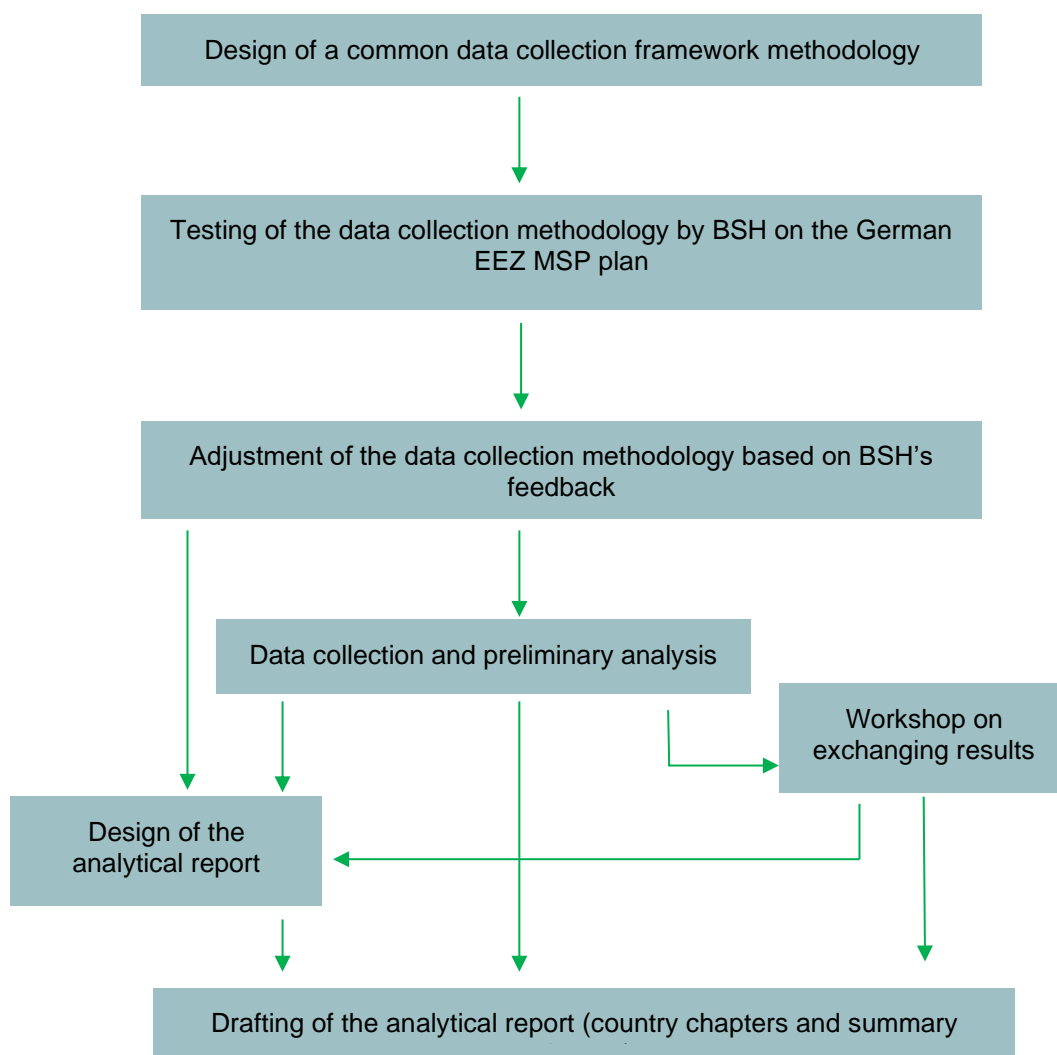 Design of a common data collection framework methodology
Testing of the data collection methodology by BSH on the German
EEZ MSP plan
Adjustment of the data collection methodology based on BSH’s
feedback
Data collection and preliminary analysis
Workshop on
exchanging results
Design of the
analytical report
Drafting of the analytical report (country chapters and summary